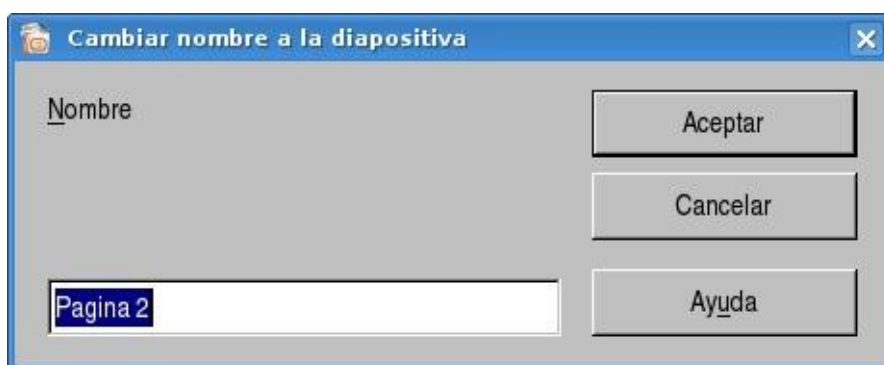 Cambiar nombre a la diapositiva
Nombre
Aceptar
Cancelar
Pagina 2
Ayuda